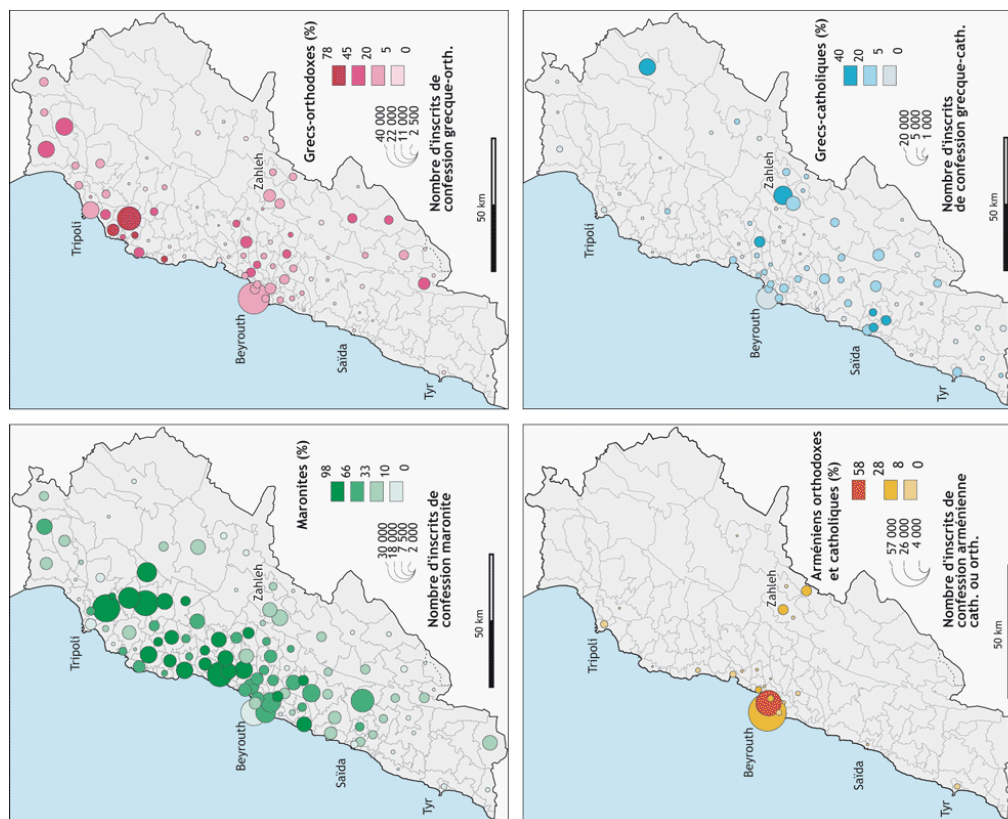 Tripoli
Beyrouth
Zahleh
Maronites (%)
98
66
33
10
0
Saïda
30 000
18 000
7 500
2 000
Nombre d'inscrits de
confession maronite
Tyr
50 km
Tripoli
Beyrouth
Zahleh
Grecs-orthodoxes (%)
78
45
20
5
0
Saïda
40 000
22 000
11 000
2 500
Nombre d'inscrits de
confession grecque-orth.
Tyr
50 km
Tripoli
Beyrouth
Zahleh
Arméniens orthodoxes
et catholiques (%)
58
28
8
0
Saïda
57 000
26 000
4 000
Nombre d'inscrits de
confession arménienne
cath. ou orth.
Tyr
50 km
Tripoli
Beyrouth
Zahleh
Grecs-catholiques (%)
40
20
5
0
Saïda
20 000
5 000
1 000
Nombre d'inscrits
de confession grecque-cath.
Tyr
50 km